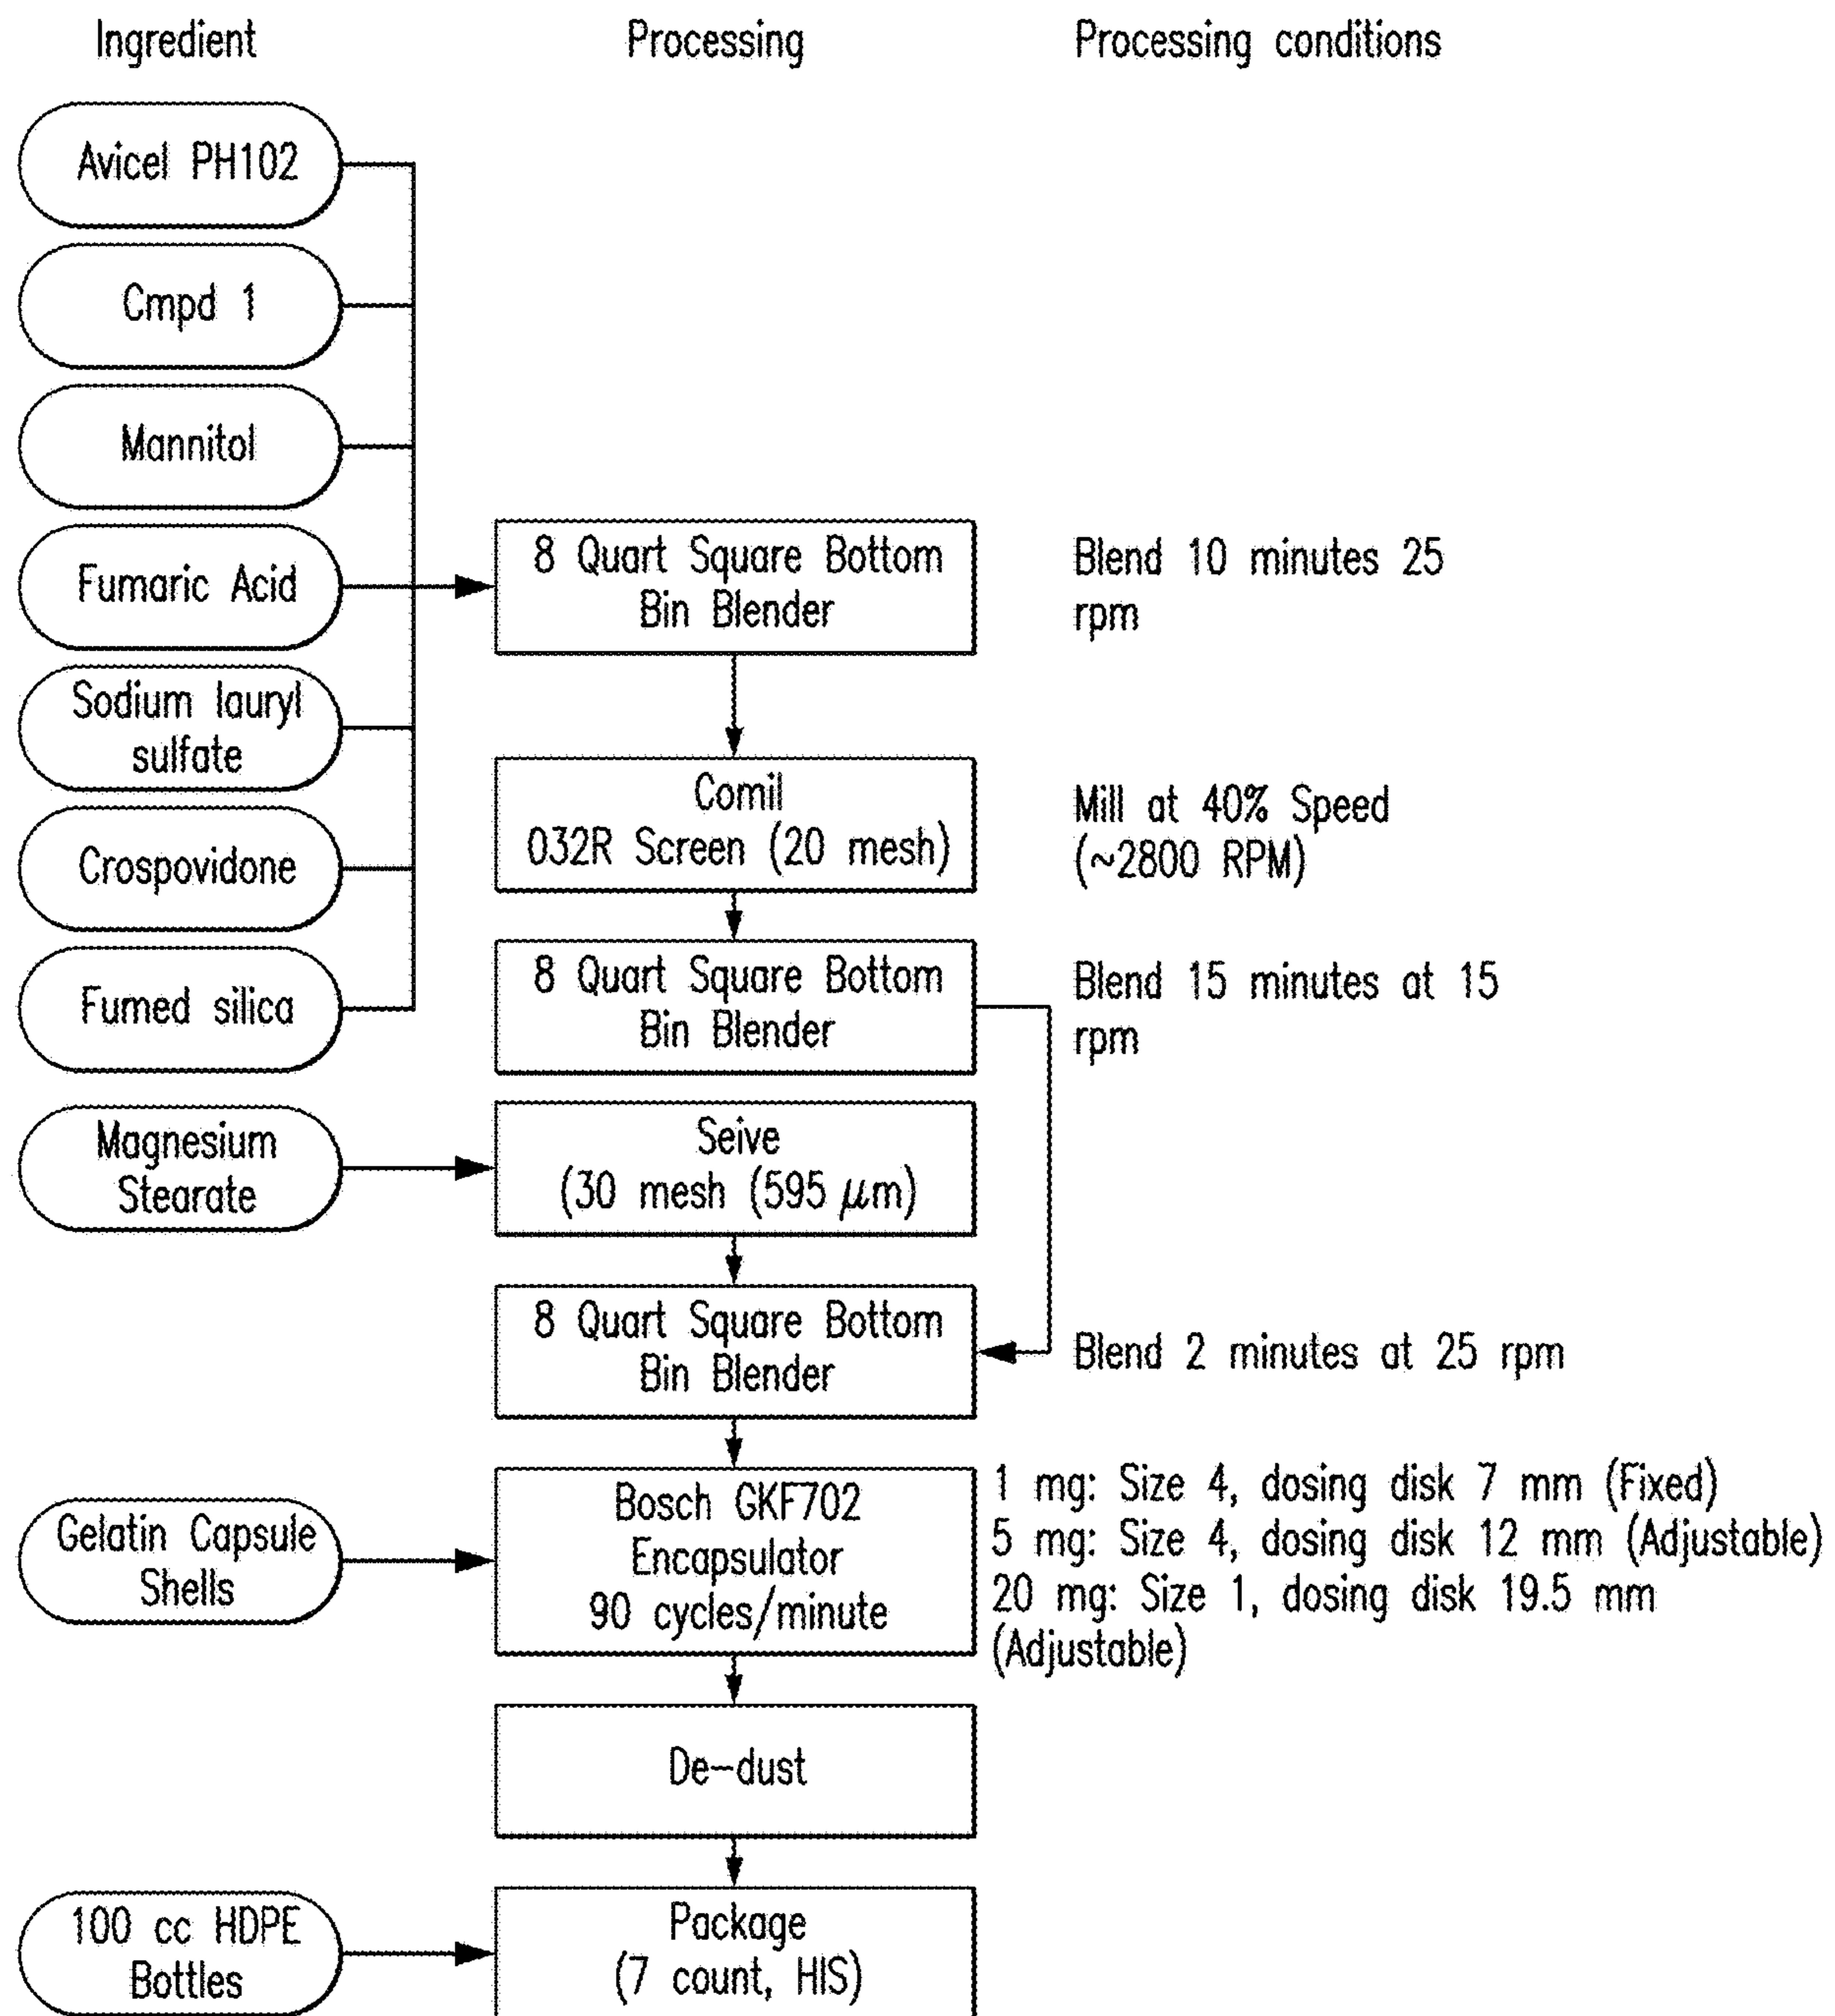 Ingredient
Processing
Processing conditions
Avicel PH102
Cmpd 1
Mannitol
Fumaric Acid
8 Quart Square Bottom
Bin Blender
Blend 10 minutes 25
rpm
Sodium lauryl
sulfate
Comil
032R Screen (20 mesh)
Mill at 40% Speed
(~2800 RPM)
Crospovidone
Fumed silica
8 Quart Square Bottom
Bin Blender
Blend 15 minutes at 15
rpm
Magnesium
Stearate
Seive
(30 mesh (595 μm)
8 Quart Square Bottom
Bin Blender
Blend 2 minutes at 25 rpm
Gelatin Capsule
Shells
Bosch GKF702
Encapsulator
90 cycles/minute
1 mg: Size 4, dosing disk 7 mm (Fixed)
5 mg: Size 4, dosing disk 12 mm (Adjustable)
20 mg: Size 1, dosing disk 19.5 mm
(Adjustable)
De-dust
100 cc HDPE
Bottles
Package
(7 count, HIS)